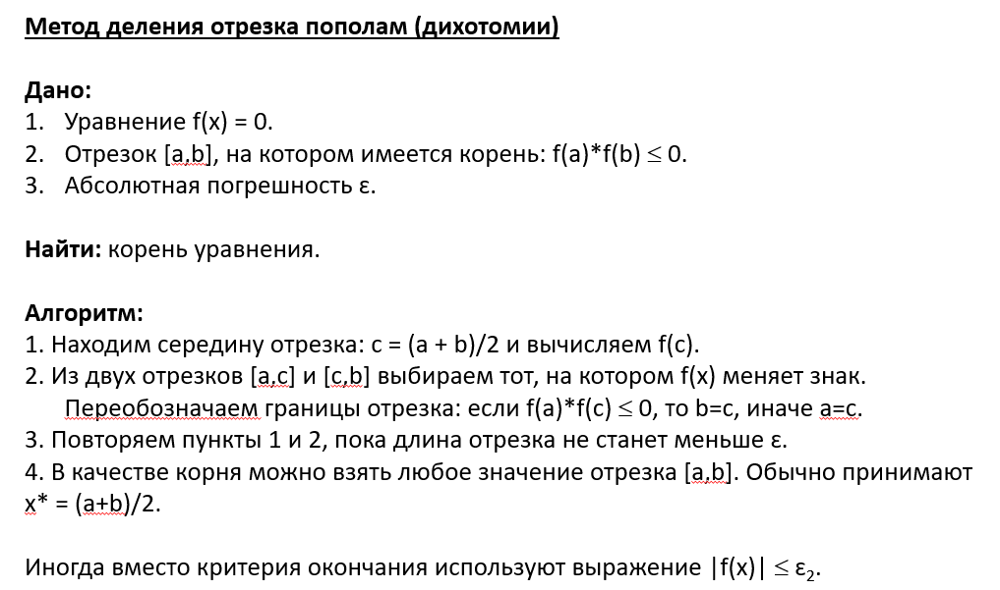 Метод деления отрезка пополам (дихотомии)
Дано:
1. Уравнение f(x) = 0.
2. Отрезок [a,b], на котором имеется корень: f(a)*f(b) ≤ 0.
3. Абсолютная погрешность ε.
Найти: корень уравнения.
Алгоритм:
1. Находим середину отрезка: c = (a + b)/2 и вычисляем f(c).
2. Из двух отрезков [a,c] и [c,b] выбираем тот, на котором f(x) меняет знак.
Переобозначаем границы отрезка: если f(a)*f(c) ≤ 0, то b=c, иначе a=c.
3. Повторяем пункты 1 и 2, пока длина отрезка не станет меньше ε.
4. В качестве корня можно взять любое значение отрезка [a,b]. Обычно принимают
x* = (a+b)/2.
Иногда вместо критерия окончания используют выражение |f(x)| ≤ ε₂.